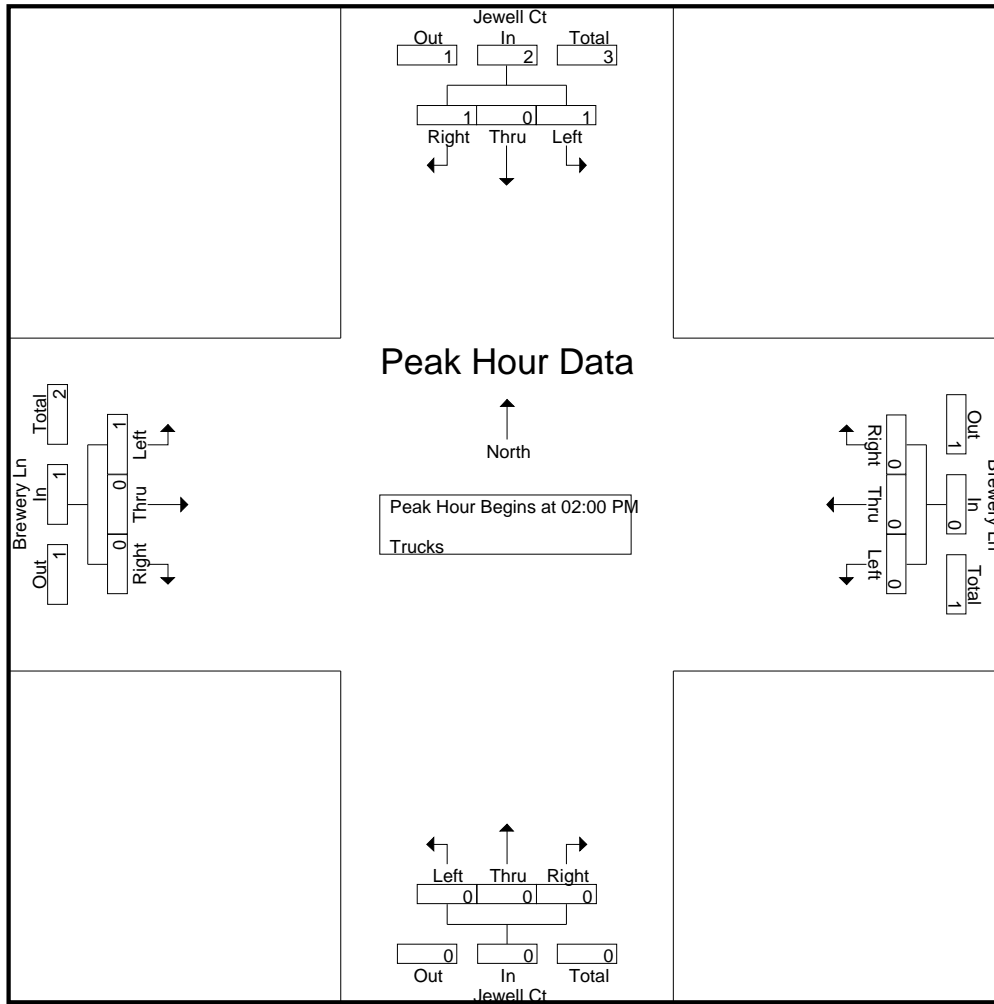 Jewell Ct
Out In Total
1 2 3
1 0 1
Right Thru Left
Peak Hour Data
North
Peak Hour Begins at 02:00 PM
Trucks
Brewery Ln
Total In Out
2 1 1
1 0 0
Left Thru Right
Brewery Ln
Out In Total
1 0 1
Right Thru Left
0 0 0
Left Thru Right
0 0 0
0 0 0
Out In Total
Jewell Ct